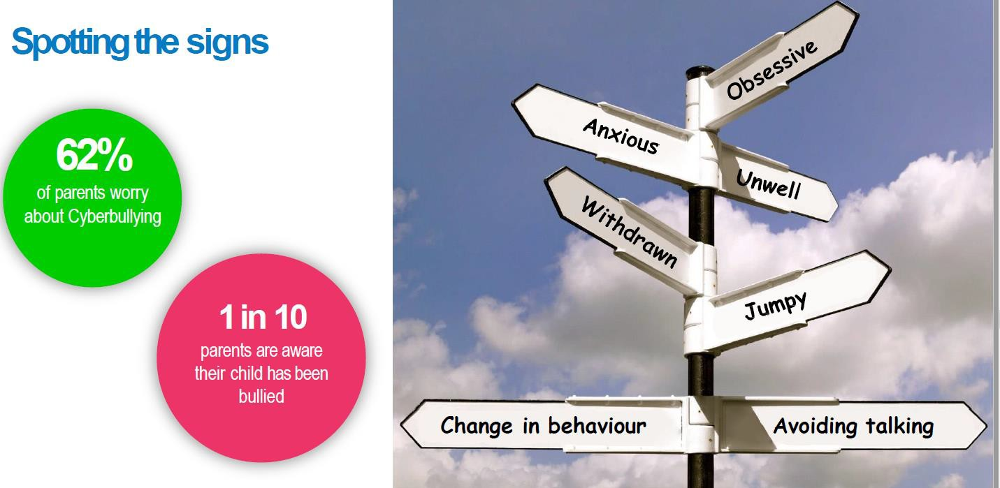 Spotting the signs
62%
of parents worry
about Cyberbullying
1 in 10
parents are aware
their child has been
bullied
Obsessive
Anxious
Unwell
Withdrawn
Jumpy
Change in behaviour
Avoiding talking